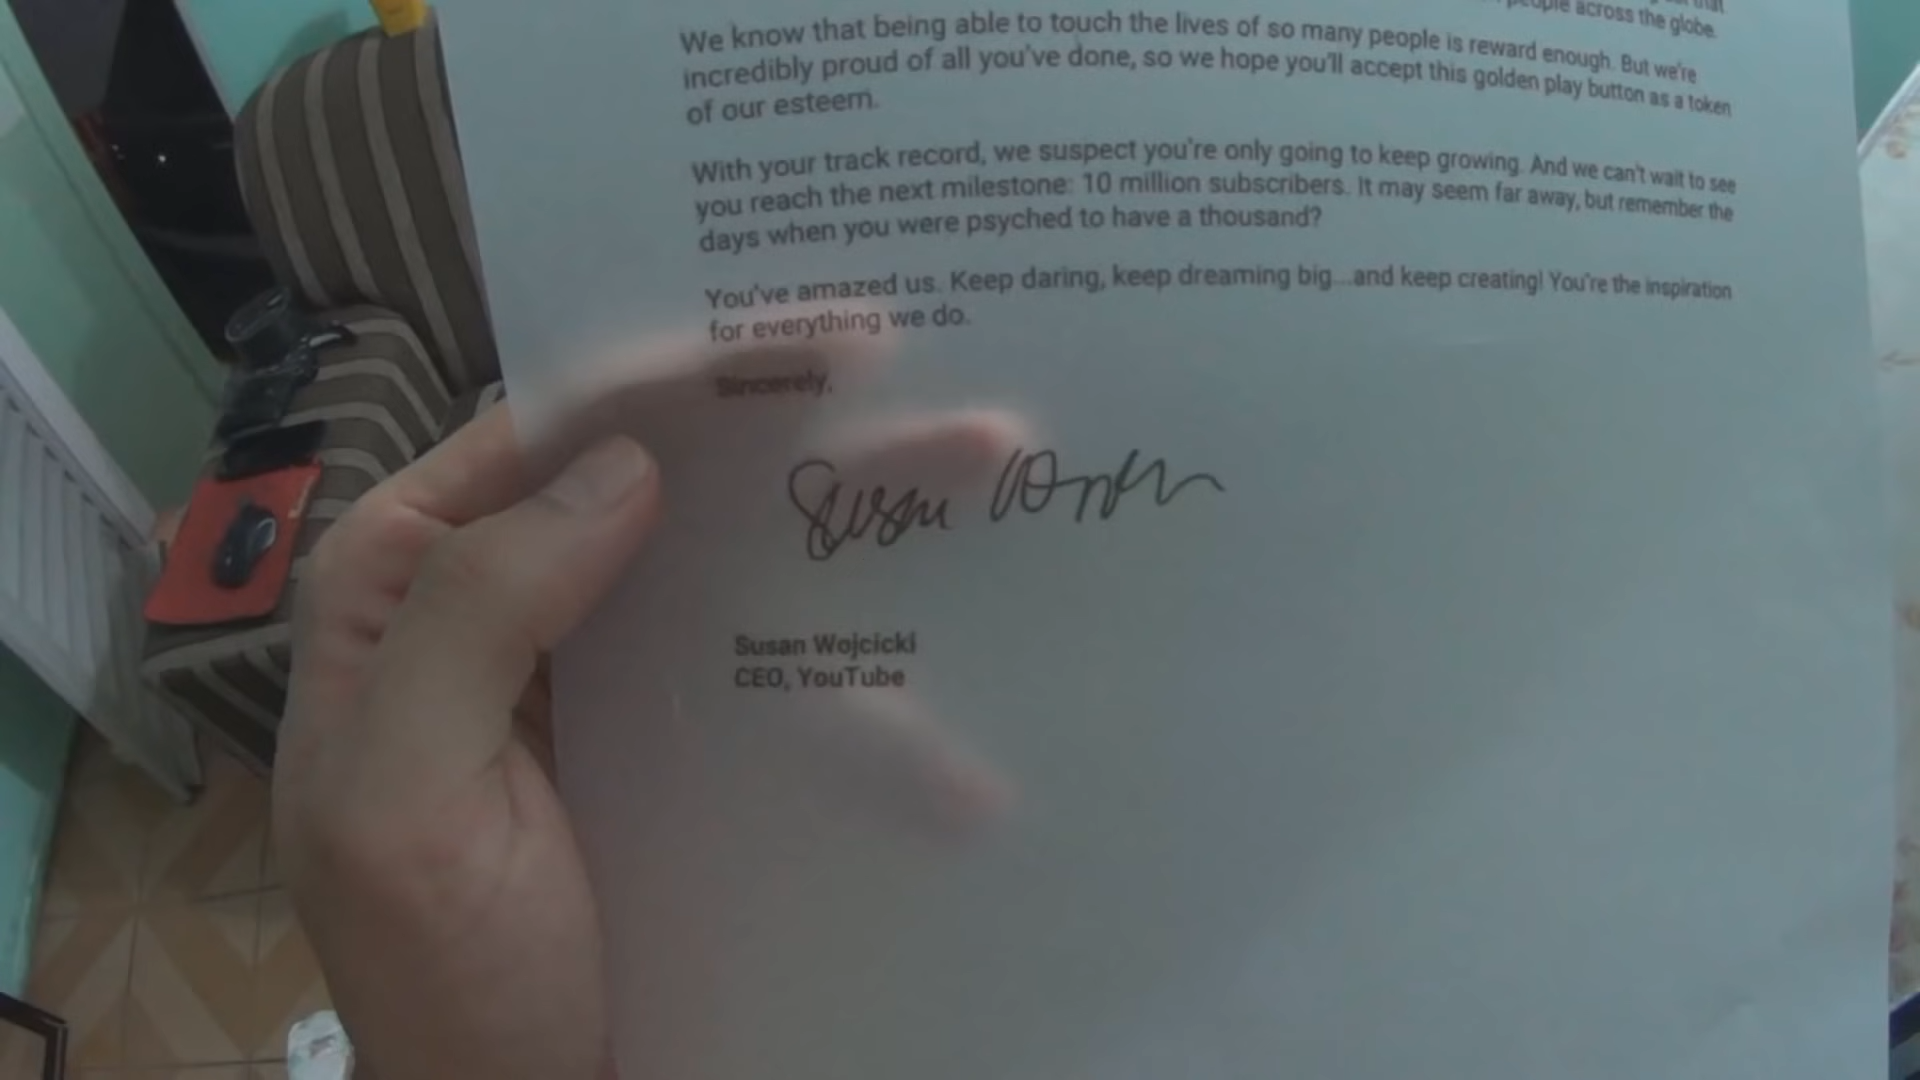 people across the globe.
We know that being able to touch the lives of so many people is reward enough. But we're
incredibly proud of all you've done, so we hope you'll accept this golden play button as a token
of our esteem.
With your track record, we suspect you're only going to keep growing. And we can't wait to see
you reach the next milestone: 10 million subscribers. It may seem far away, but remember the
days when you were psyched to have a thousand?
You've amazed us. Keep daring, keep dreaming big...and keep creating! You're the inspiration
for everything we do.
Sincerely,
Susan Wojcicki
CEO, YouTube